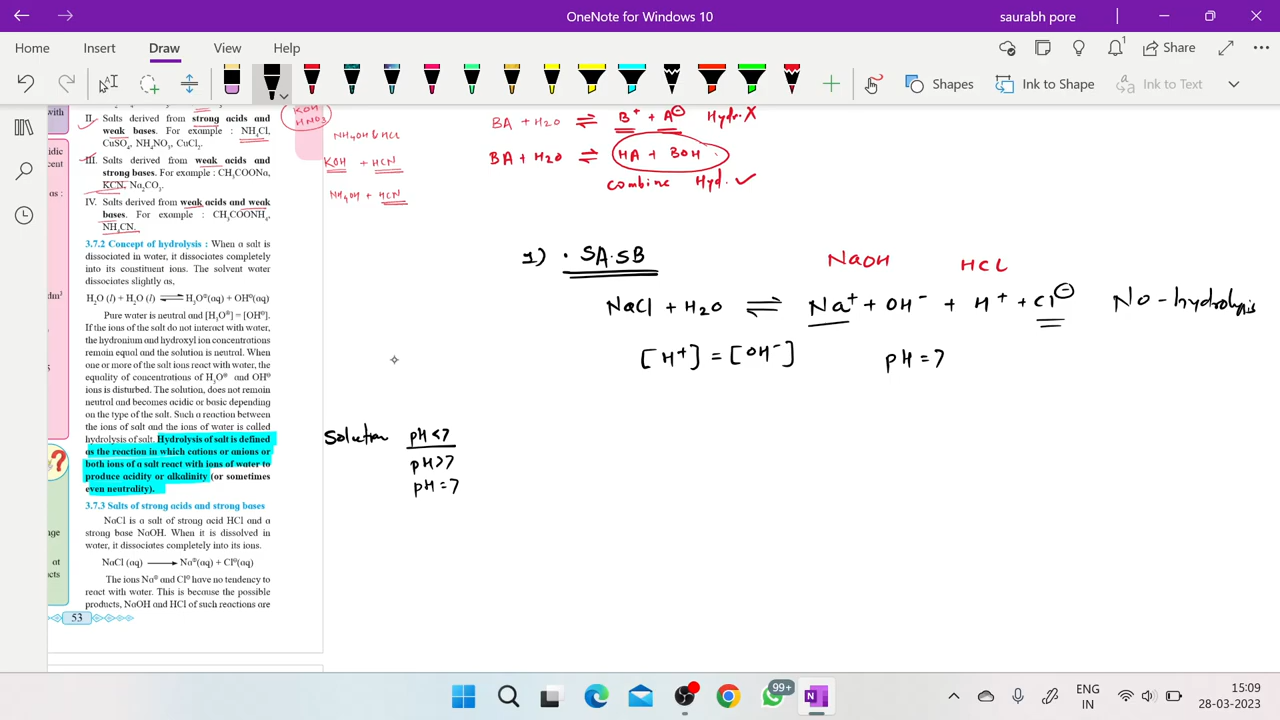 OneNote for Windows 10
saurabh pore
Home Insert Draw View Help
Share
Shapes
Ink to Shape
Ink to Text
with
II. Salts derived from strong acids and
weak bases. For example : NH₄Cl,
CuSO₄, NH₄NO₃, CuCl₂.
III. Salts derived from weak acids and
strong bases. For example : CH₃COONa,
KCN, Na₂CO₃.
IV. Salts derived from weak acids and weak
bases. For example : CH₃COONH₄,
NH₄CN.
3.7.2 Concept of hydrolysis : When a salt is
dissociated in water, it dissociates completely
into its constituent ions. The solvent water
dissociates slightly as,
H₂O (l) + H₂O (l) ⇌ H₃O⊕(aq) + OH⊖(aq)
Pure water is neutral and [H₃O⊕] = [OH⊖].
If the ions of the salt do not interact with water,
the hydronium and hydroxyl ion concentrations
remain equal and the solution is neutral. When
one or more of the salt ions react with water, the
equality of concentrations of H₃O⊕ and OH⊖
ions is disturbed. The solution, does not remain
neutral and becomes acidic or basic depending
on the type of the salt. Such a reaction between
the ions of salt and the ions of water is called
hydrolysis of salt. Hydrolysis of salt is defined
as the reaction in which cations or anions or
both ions of a salt react with ions of water to
produce acidity or alkalinity (or sometimes
even neutrality).
3.7.3 Salts of strong acids and strong bases
NaCl is a salt of strong acid HCl and a
strong base NaOH. When it is dissolved in
water, it dissociates completely into its ions.
NaCl (aq) ⟶ Na⊕(aq) + Cl⊖(aq)
The ions Na⊕ and Cl⊖ have no tendency to
react with water. This is because the possible
products, NaOH and HCl of such reactions are
53
KOH
HNO₃
NH₄OH & HCl
KOH + HCN
NH₄OH + HCN
BA + H₂O ⇌ B⁺ + A⊖ Hydr. X
BA + H₂O ⇌ HA + BOH
combine Hyd. ✓
1) . SA.SB
NaOH HCl
NaCl + H₂O ⇌ Na⁺ + OH⁻ + H⁺ + Cl⊖ No-hydrolysis
[H⁺] = [OH⁻] pH = 7
Solution pH < 7
pH > 7
pH = 7
99+
ENG
IN
15:09
28-03-2023